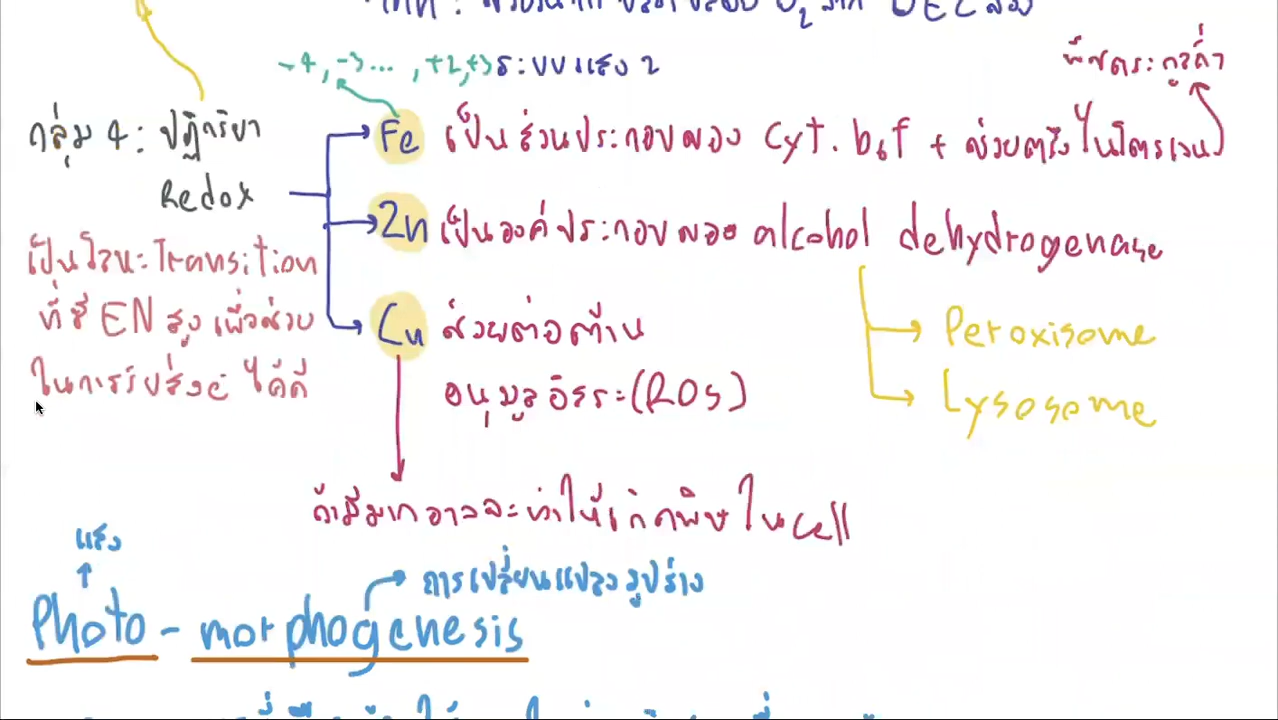 -4, -3... , +2,+3 ระบบแสง 2
พืชตระกูลถั่ว
กลุ่ม 4: ปฏิกริยา
Redox
Fe เป็นส่วนประกอบของ Cyt. b6f + ช่วยตรึงไนโตรเจน
Zn เป็นองค์ประกอบของ alcohol dehydrogenase
เป็นโลหะ Transition
ที่มี EN สูง เพื่อช่วย
ในการรับส่ง e ได้ดี
Cu ช่วยต่อต้าน
อนุมูลอิสระ (ROS)
Peroxisome
Lysosome
ถ้ามีมากอาจจะทำให้เกิดพิษใน cell
แสง
การเปลี่ยนแปลงรูปร่าง
Photo - morphogenesis